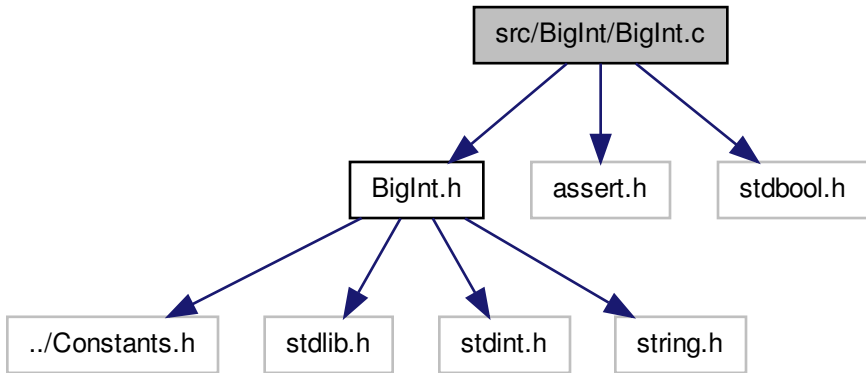 src/BigInt/BigInt.c
BigInt.h
assert.h
stdbool.h
../Constants.h
stdlib.h
stdint.h
string.h